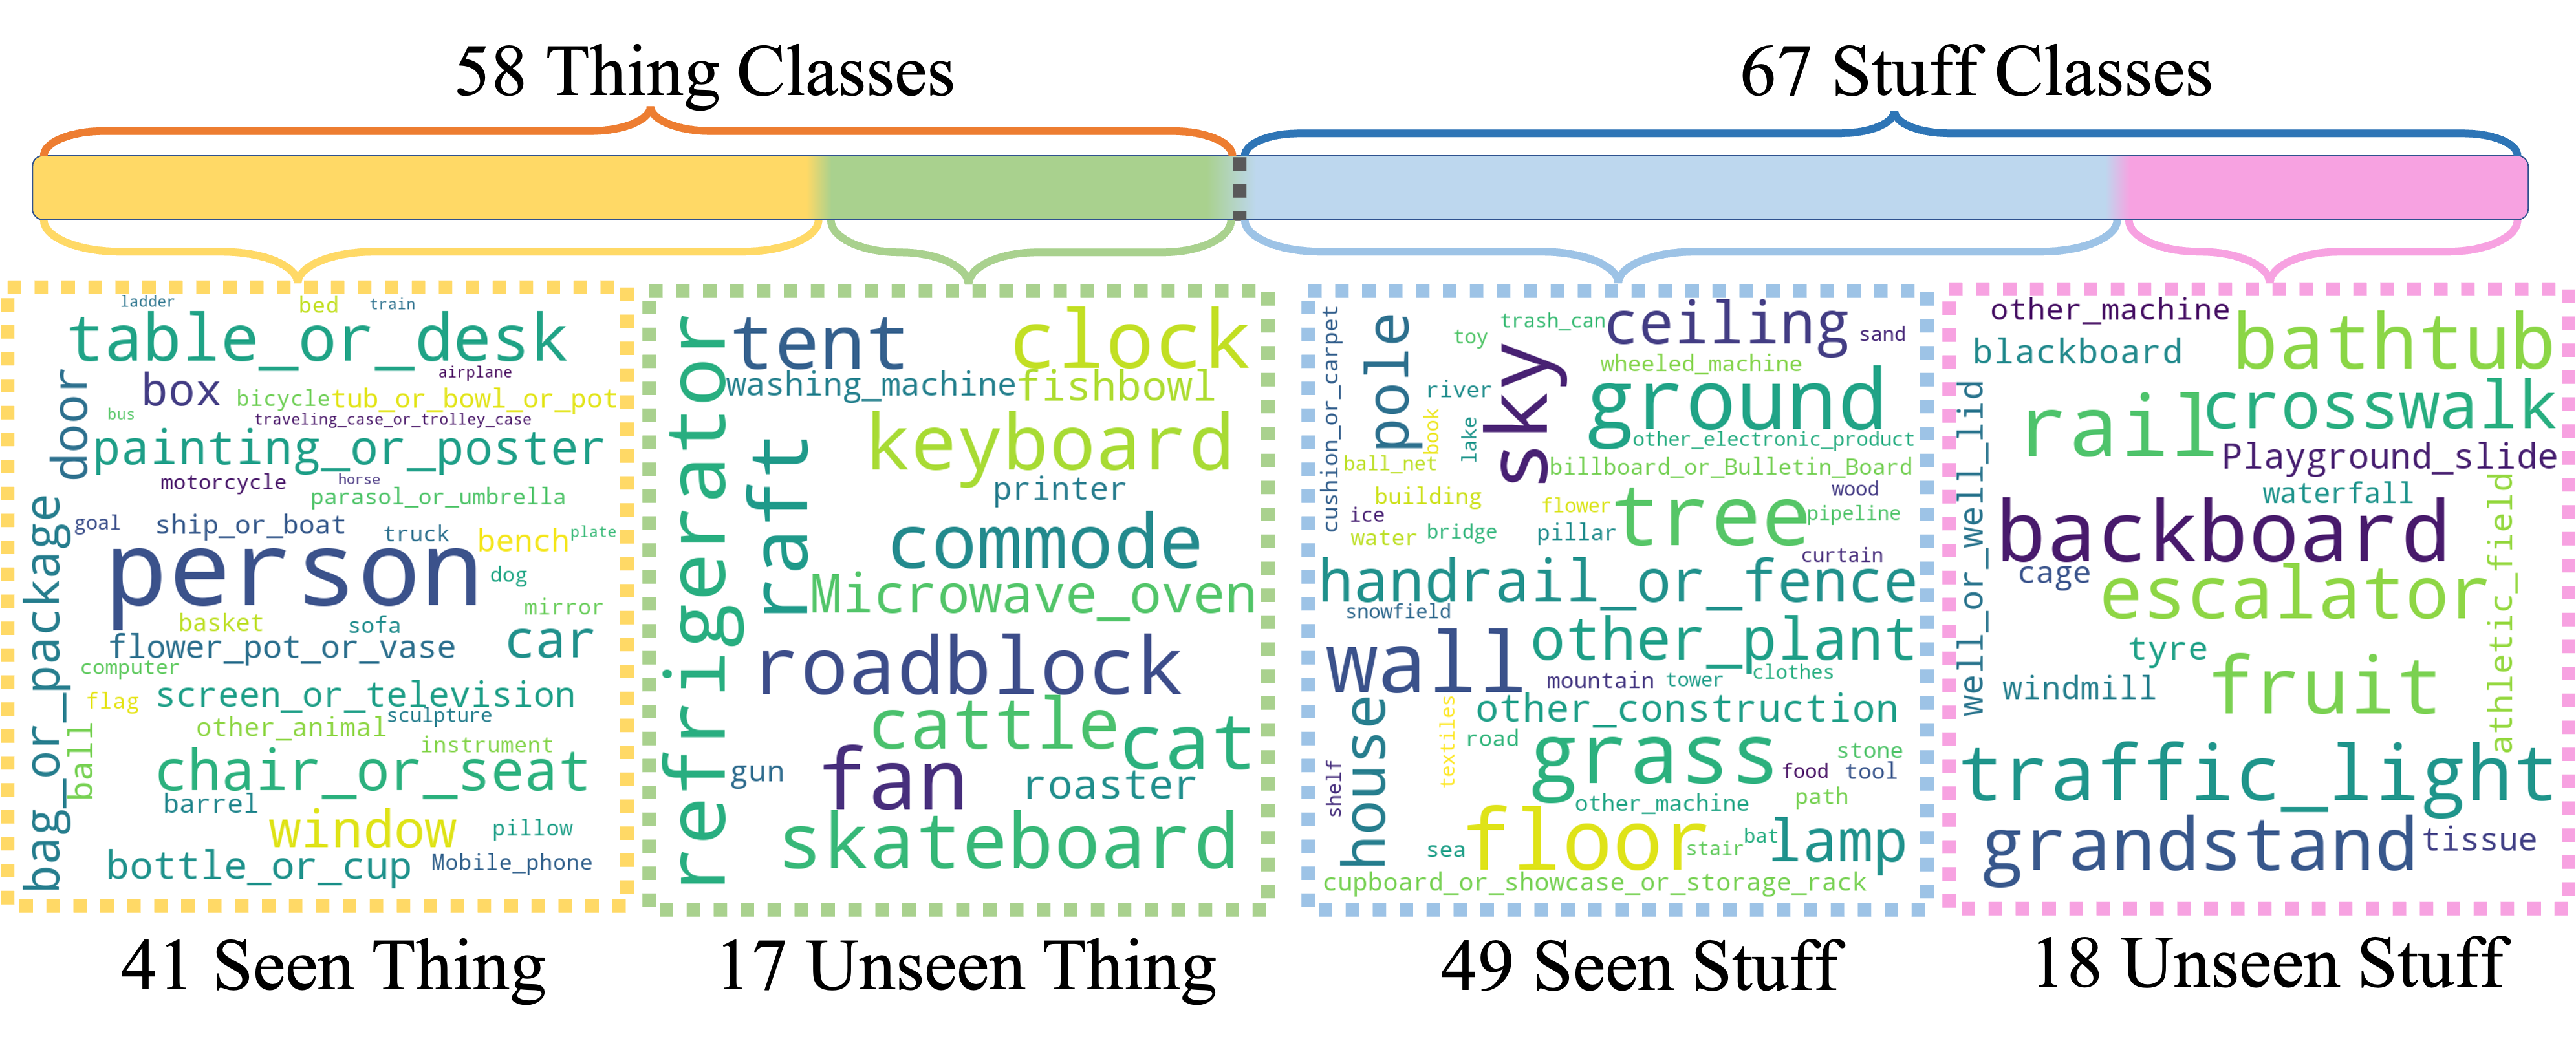 58 Thing Classes
67 Stuff Classes
ladder
bed
train
table_or_desk
airplane
door
box
bicycle
tub_or_bowl_or_pot
bus
traveling_case_or_trolley_case
painting_or_poster
motorcycle
horse
parasol_or_umbrella
bag_or_package
goal
ship_or_boat
truck
bench
plate
person
dog
mirror
basket
sofa
flower_pot_or_vase
car
computer
flag
screen_or_television
other_animal
sculpture
ball
instrument
chair_or_seat
barrel
window
pillow
bottle_or_cup
Mobile_phone
41 Seen Thing
refrigerator
tent
clock
washing_machine
fishbowl
raft
keyboard
printer
commode
Microwave_oven
roadblock
cattle
cat
gun
fan
roaster
skateboard
17 Unseen Thing
cushion_or_carpet
pole
toy
trash_can
ceiling
sand
sky
wheeled_machine
river
ground
book
lake
other_electronic_product
ball_net
billboard_or_Bulletin_Board
building
flower
tree
wood
ice
pipeline
water
bridge
pillar
curtain
handrail_or_fence
snowfield
wall
other_plant
mountain
tower
clothes
house
textiles
other_construction
road
grass
stone
shelf
food
tool
other_machine
path
floor
sea
stair
bat
lamp
cupboard_or_showcase_or_storage_rack
49 Seen Stuff
other_machine
bathtub
blackboard
well_or_well_lid
rail
crosswalk
Playground_slide
waterfall
backboard
athletic_field
cage
escalator
tyre
windmill
fruit
traffic_light
grandstand
tissue
18 Unseen Stuff